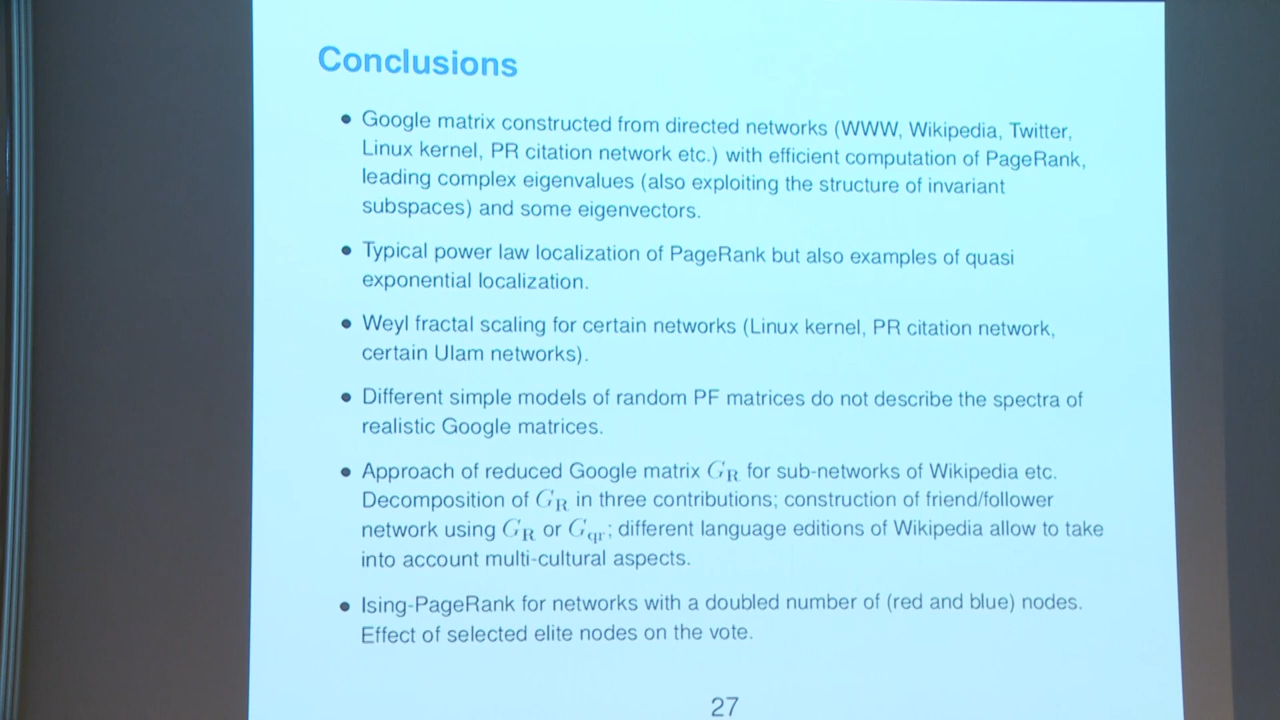 Conclusions
• Google matrix constructed from directed networks (WWW, Wikipedia, Twitter,
Linux kernel, PR citation network etc.) with efficient computation of PageRank,
leading complex eigenvalues (also exploiting the structure of invariant
subspaces) and some eigenvectors.
• Typical power law localization of PageRank but also examples of quasi
exponential localization.
• Weyl fractal scaling for certain networks (Linux kernel, PR citation network,
certain Ulam networks).
• Different simple models of random PF matrices do not describe the spectra of
realistic Google matrices.
• Approach of reduced Google matrix G_R for sub-networks of Wikipedia etc.
Decomposition of G_R in three contributions; construction of friend/follower
network using G_R or G_qr; different language editions of Wikipedia allow to take
into account multi-cultural aspects.
• Ising-PageRank for networks with a doubled number of (red and blue) nodes.
Effect of selected elite nodes on the vote.
27